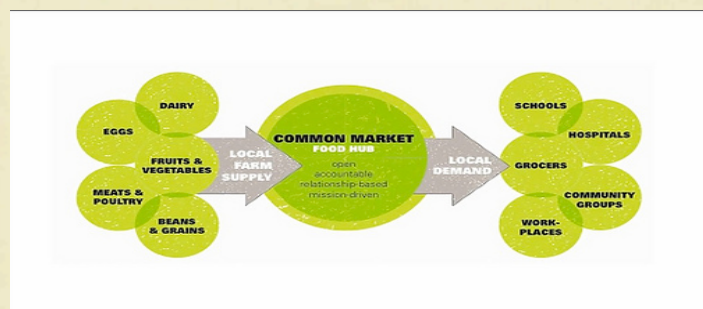 DAIRY
EGGS
FRUITS &
VEGETABLES
MEATS &
POULTRY
BEANS
& GRAINS
LOCAL
FARM
SUPPLY
COMMON MARKET
FOOD HUB
open
accountable
relationship-based
mission-driven
LOCAL
DEMAND
SCHOOLS
HOSPITALS
GROCERS
COMMUNITY
GROUPS
WORK-
PLACES